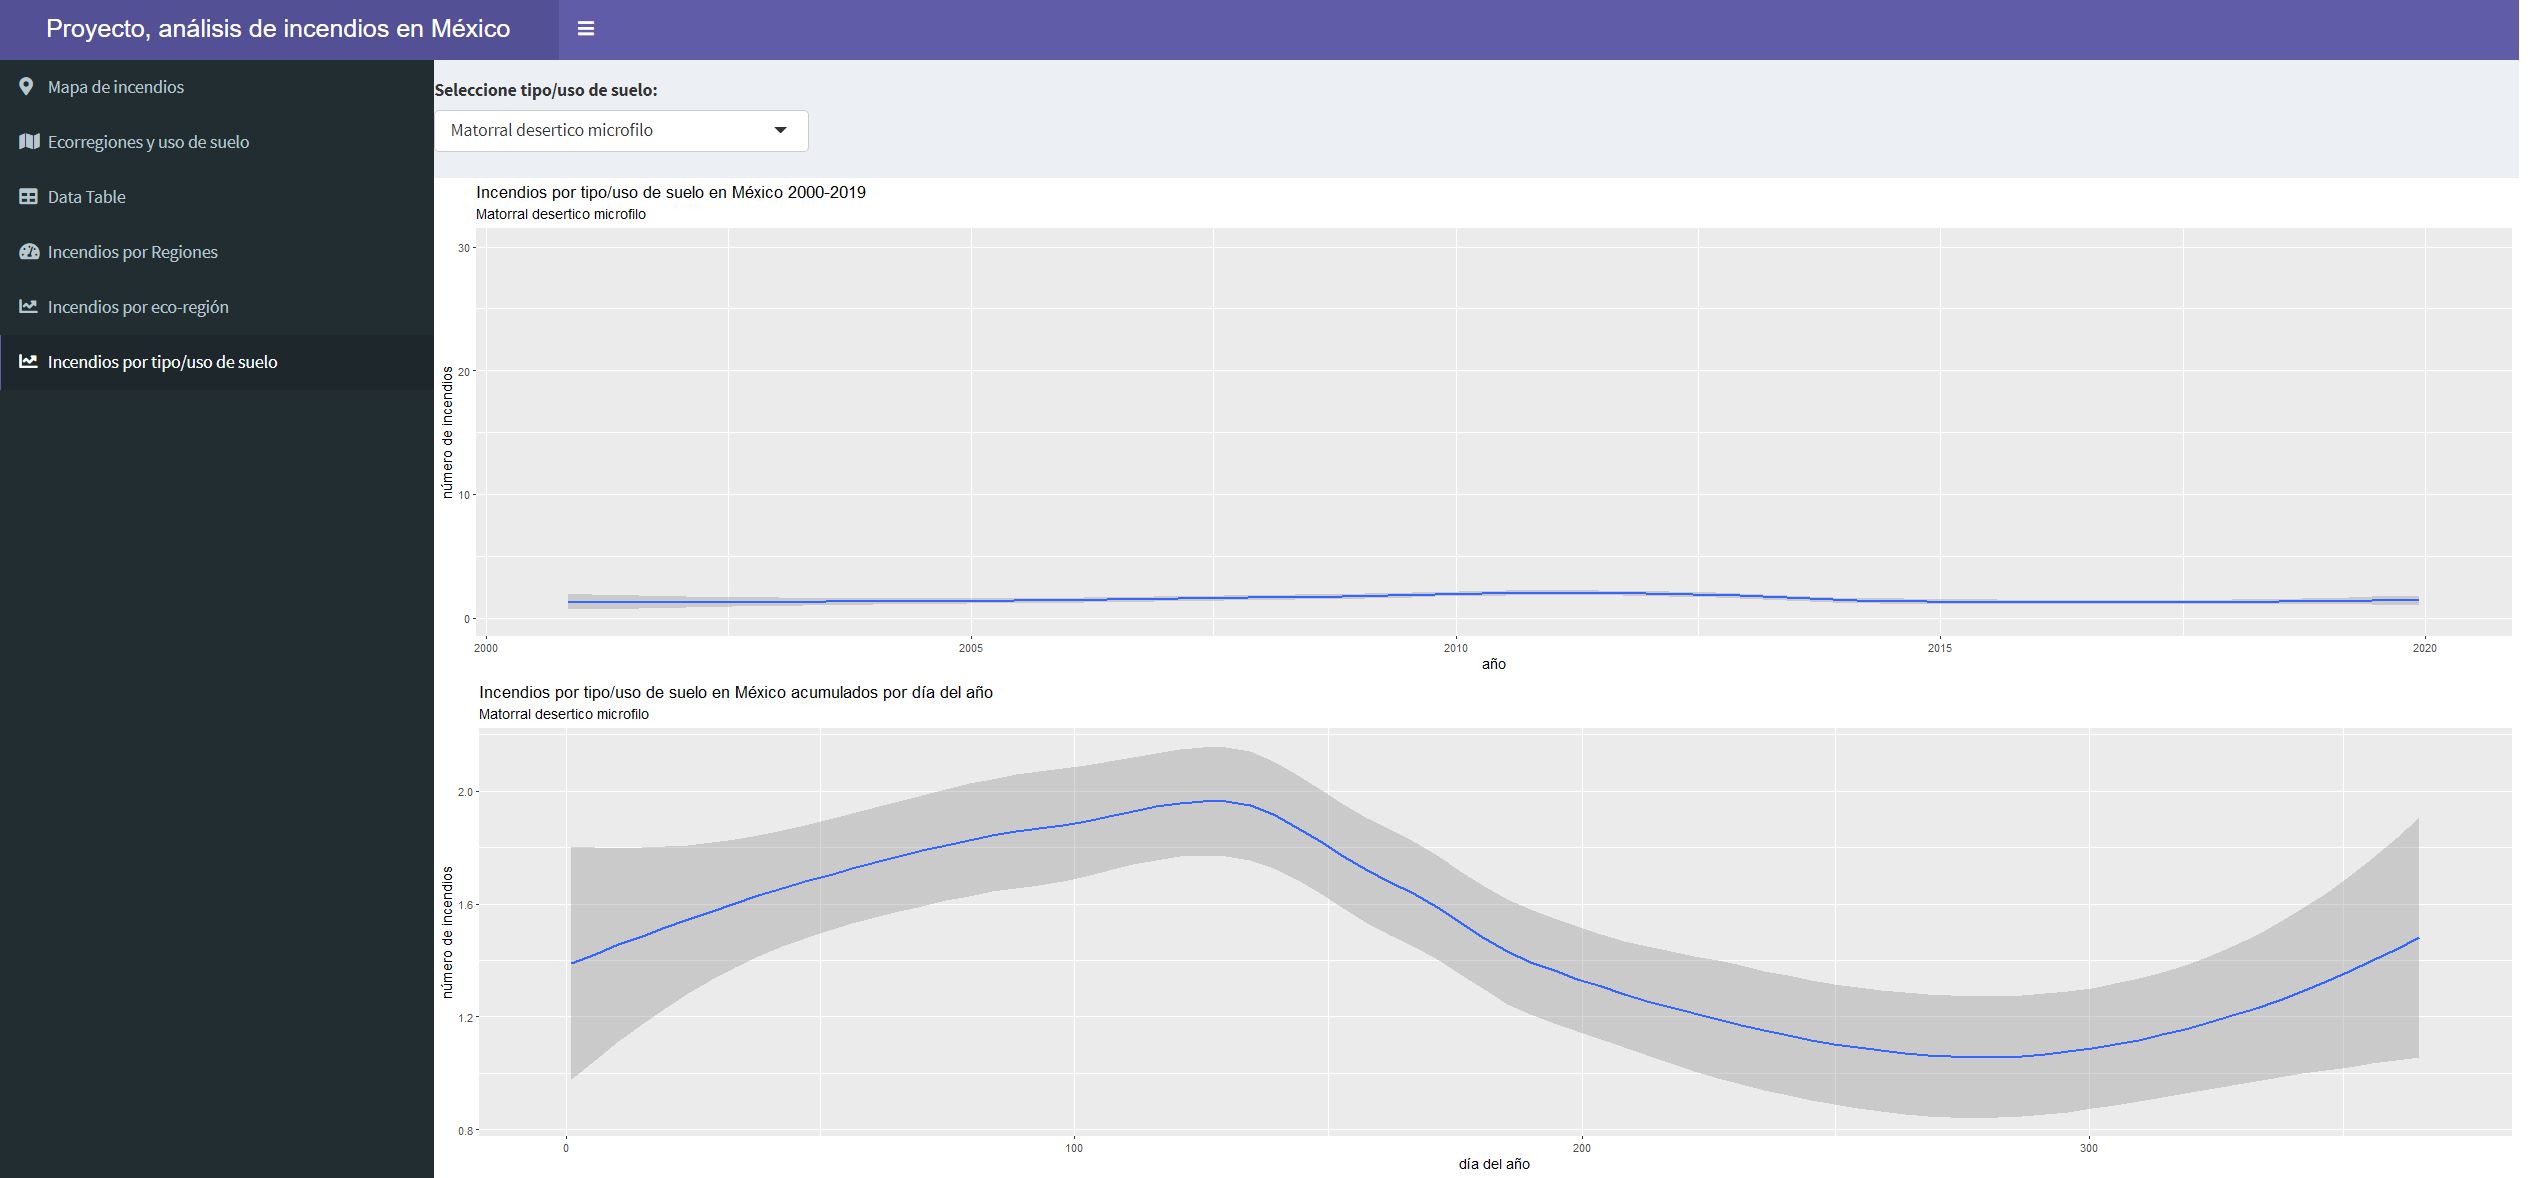 Proyecto, análisis de incendios en México
Mapa de incendios
Ecorregiones y uso de suelo
Data Table
Incendios por Regiones
Incendios por eco-región
Incendios por tipo/uso de suelo
Seleccione tipo/uso de suelo:
Matorral desertico microfilo
Incendios por tipo/uso de suelo en México 2000-2019
Matorral desertico microfilo
número de incendios
30
20
10
0
2000 2005 2010 2015 2020
año
Incendios por tipo/uso de suelo en México acumulados por día del año
Matorral desertico microfilo
número de incendios
2.0
1.6
1.2
0.8
0 100 200 300
día del año